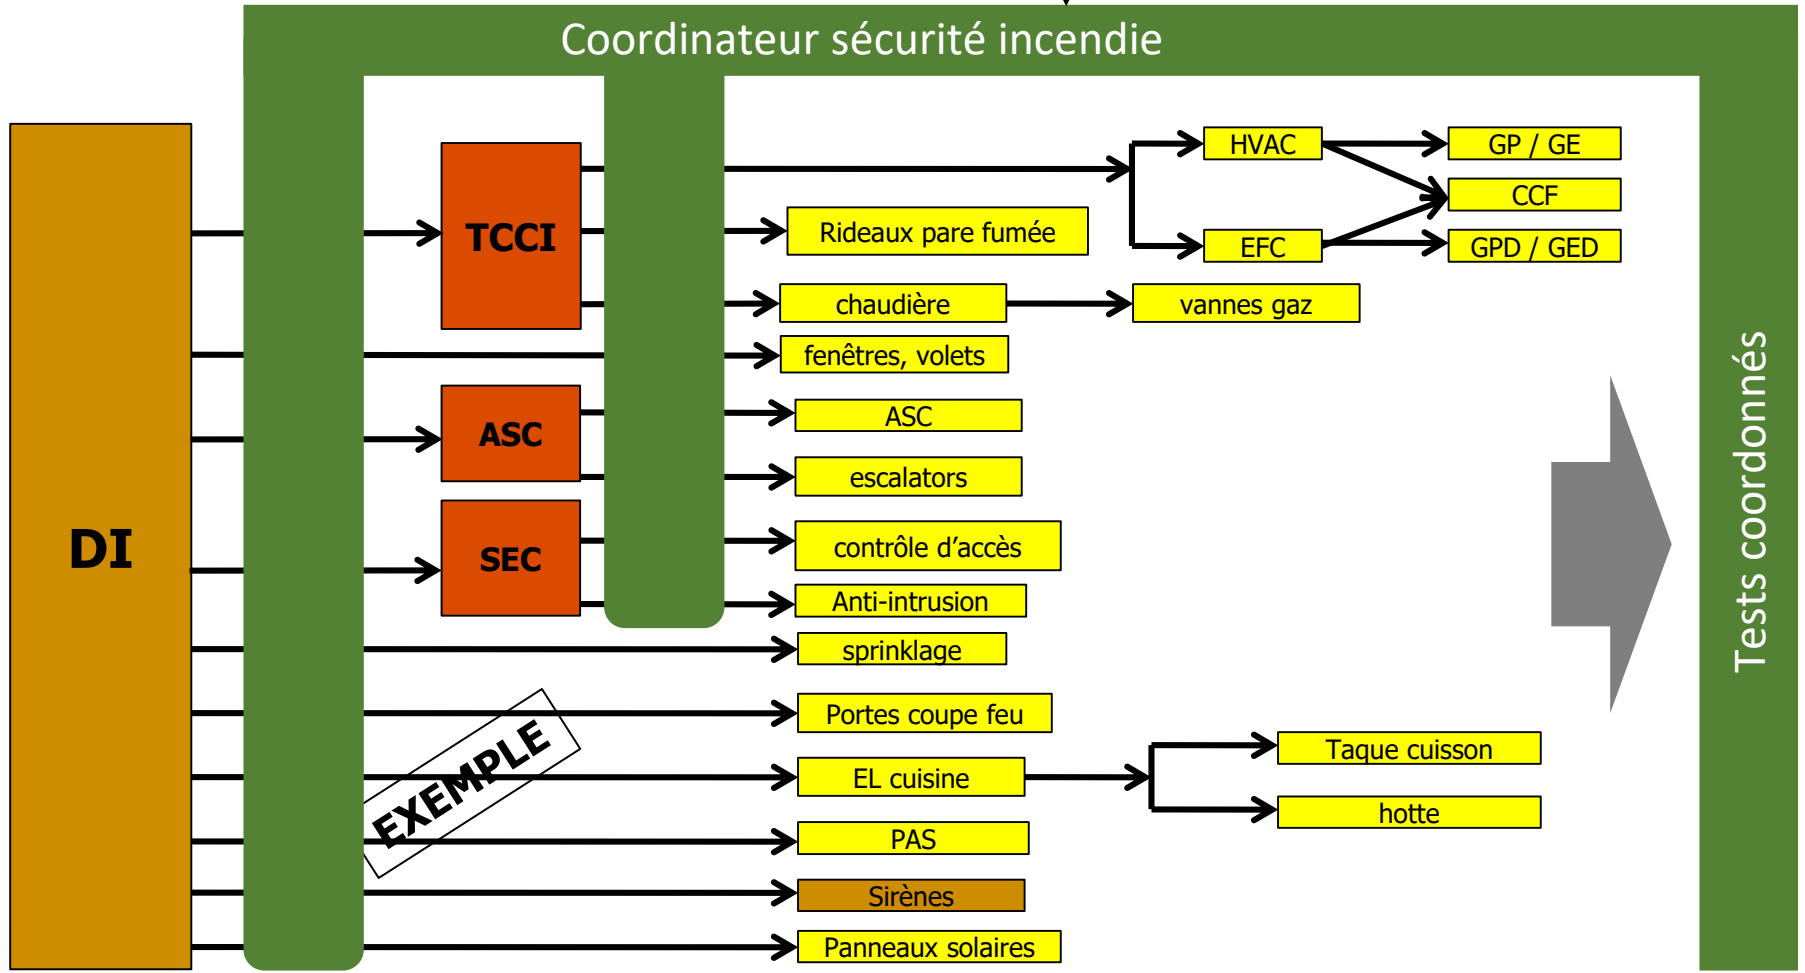 Coordinateur sécurité incendie
DI
TCCI
ASC
SEC
HVAC
EFC
GP / GE
CCF
GPD / GED
Rideaux pare fumée
chaudière
vannes gaz
fenêtres, volets
ASC
escalators
contrôle d’accès
Anti-intrusion
sprinklage
Portes coupe feu
EL cuisine
Taque cuisson
hotte
PAS
Sirènes
Panneaux solaires
EXEMPLE
Tests coordonnés